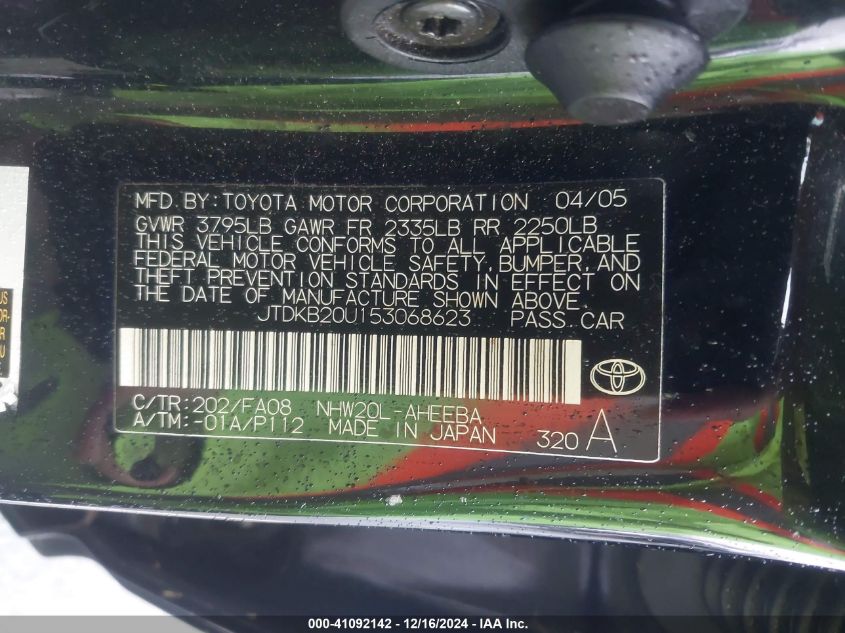 MFD.BY:TOYOTA MOTOR CORPORATION 04/05
GVWR 3795LB GAWR FR 2335LB RR 2250LB
THIS VEHICLE CONFORMS TO ALL APPLICABLE
FEDERAL MOTOR VEHICLE SAFETY, BUMPER, AND
THEFT PREVENTION STANDARDS IN EFFECT ON
THE DATE OF MANUFACTURE SHOWN ABOVE.
JTDKB20U153068623 PASS.CAR
C/TR:202/FA08 NHW20L-AHEEBA
A/TM:-01A/P112 MADE IN JAPAN 320 A
US
OR-
R
U
000-41092142 - 12/16/2024 - IAA Inc.